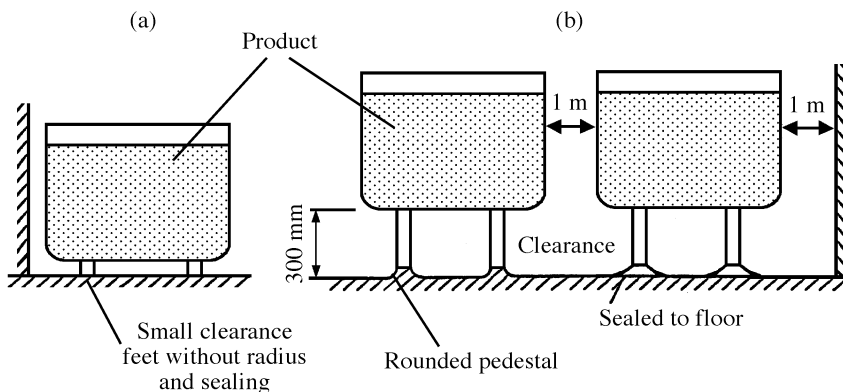 (a)
(b)
Product
1 m
1 m
300 mm
Clearance
Small clearance
feet without radius
and sealing
Sealed to floor
Rounded pedestal